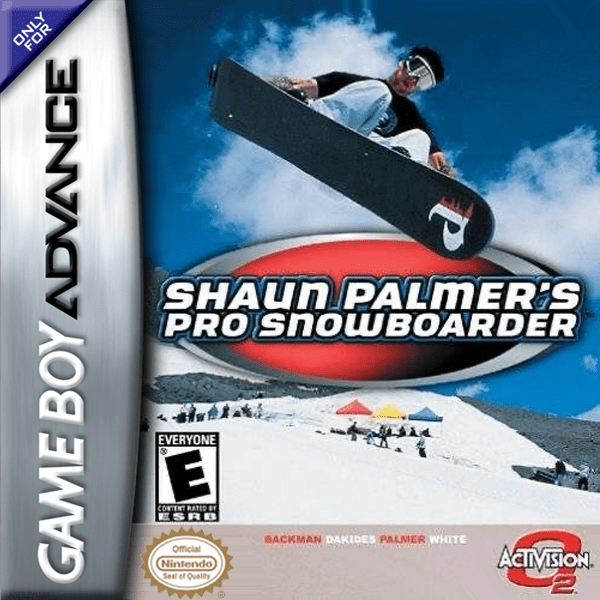 ONLY
FOR
GAME BOY ADVANCE
P
SHAUN PALMER'S
PRO SNOWBOARDER
EVERYONE
E
®
CONTENT RATED BY
ESRB
Official
Nintendo
Seal of Quality
BACKMAN DAKIDES PALMER WHITE
ACTIVISION
O2